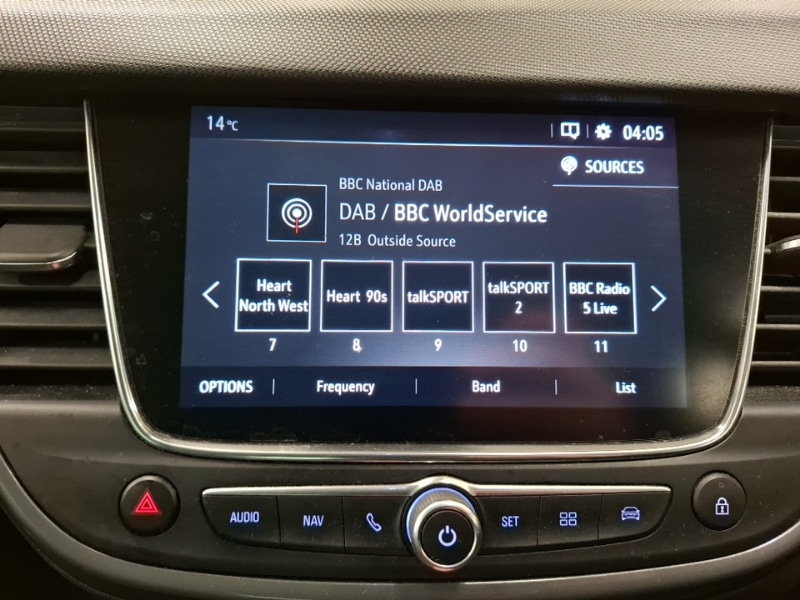 14°C
04:05
SOURCES
BBC National DAB
DAB / BBC WorldService
12B Outside Source
Heart
North West
Heart 90s
talkSPORT
talkSPORT
2
BBC Radio
5 Live
7
8
9
10
11
OPTIONS
Frequency
Band
List
AUDIO
NAV
SET